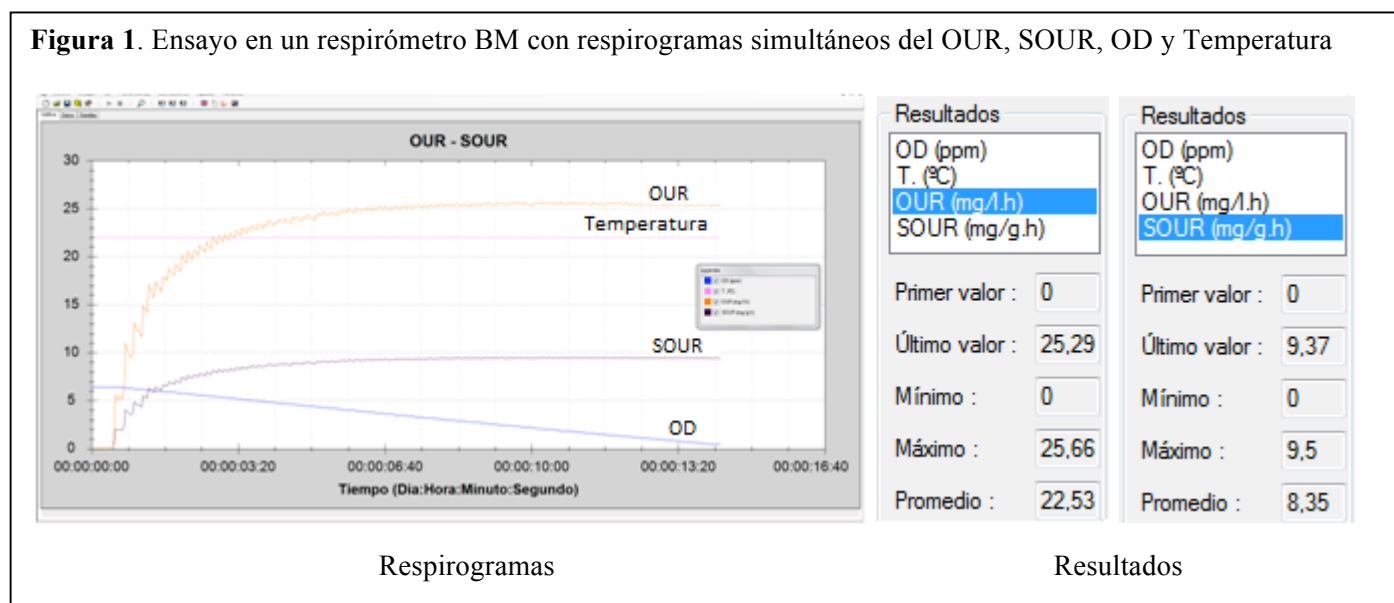 Figura 1. Ensayo en un respirómetro BM con respirogramas simultáneos del OUR, SOUR, OD y Temperatura
OUR - SOUR
30
25
20
15
10
5
0
OUR
Temperatura
SOUR
OD
00:00:00:00
00:00:03:20
00:00:06:40
00:00:10:00
00:00:13:20
00:00:16:40
Tiempo (Dia:Hora:Minuto:Segundo)
Resultados
OD (ppm)
T. (ºC)
OUR (mg/l.h)
SOUR (mg/g.h)
Primer valor : 0
Último valor : 25,29
Mínimo : 0
Máximo : 25,66
Promedio : 22,53
Resultados
OD (ppm)
T. (ºC)
OUR (mg/l.h)
SOUR (mg/g.h)
Primer valor : 0
Último valor : 9,37
Mínimo : 0
Máximo : 9,5
Promedio : 8,35
Respirogramas
Resultados